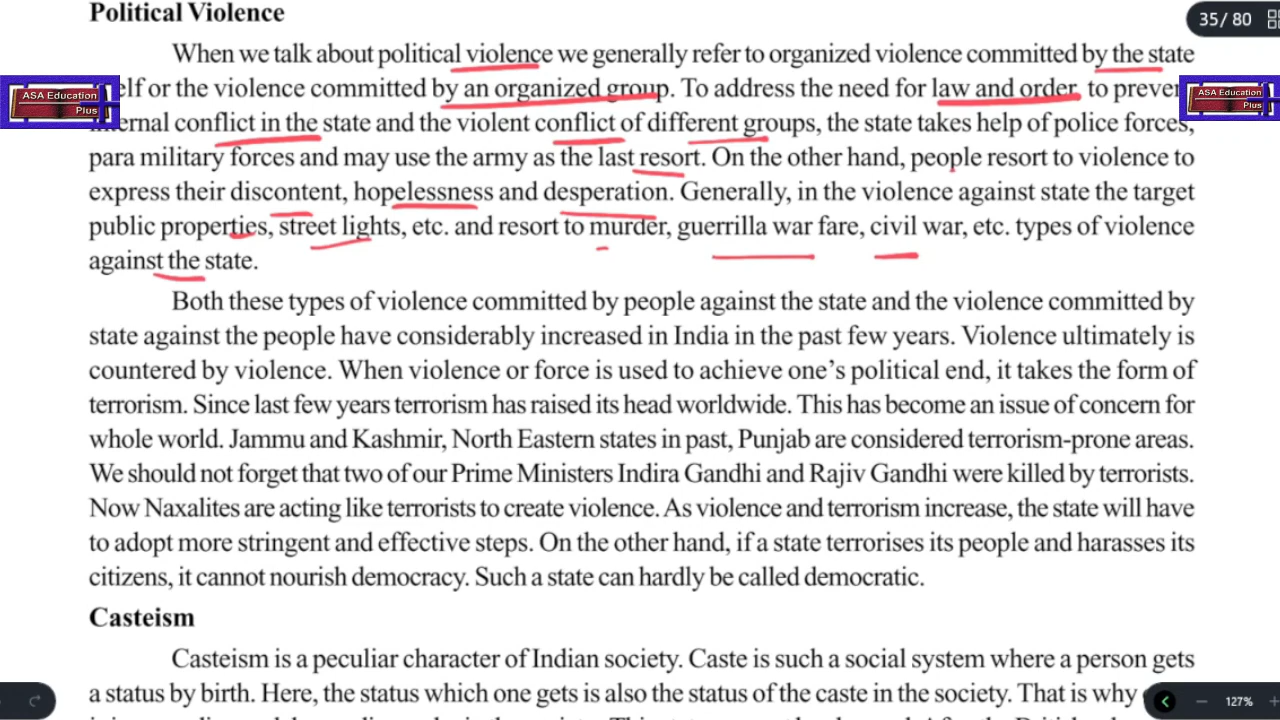 Political Violence
35/ 80
When we talk about political violence we generally refer to organized violence committed by the state
elf or the violence committed by an organized group. To address the need for law and order, to preven
ASA Education
Plus
ASA Education
Plus
ernal conflict in the state and the violent conflict of different groups, the state takes help of police forces,
para military forces and may use the army as the last resort. On the other hand, people resort to violence to
express their discontent, hopelessness and desperation. Generally, in the violence against state the target
public properties, street lights, etc. and resort to murder, guerrilla war fare, civil war, etc. types of violence
against the state.
Both these types of violence committed by people against the state and the violence committed by
state against the people have considerably increased in India in the past few years. Violence ultimately is
countered by violence. When violence or force is used to achieve one’s political end, it takes the form of
terrorism. Since last few years terrorism has raised its head worldwide. This has become an issue of concern for
whole world. Jammu and Kashmir, North Eastern states in past, Punjab are considered terrorism-prone areas.
We should not forget that two of our Prime Ministers Indira Gandhi and Rajiv Gandhi were killed by terrorists.
Now Naxalites are acting like terrorists to create violence. As violence and terrorism increase, the state will have
to adopt more stringent and effective steps. On the other hand, if a state terrorises its people and harasses its
citizens, it cannot nourish democracy. Such a state can hardly be called democratic.
Casteism
Casteism is a peculiar character of Indian society. Caste is such a social system where a person gets
a status by birth. Here, the status which one gets is also the status of the caste in the society. That is why
127%